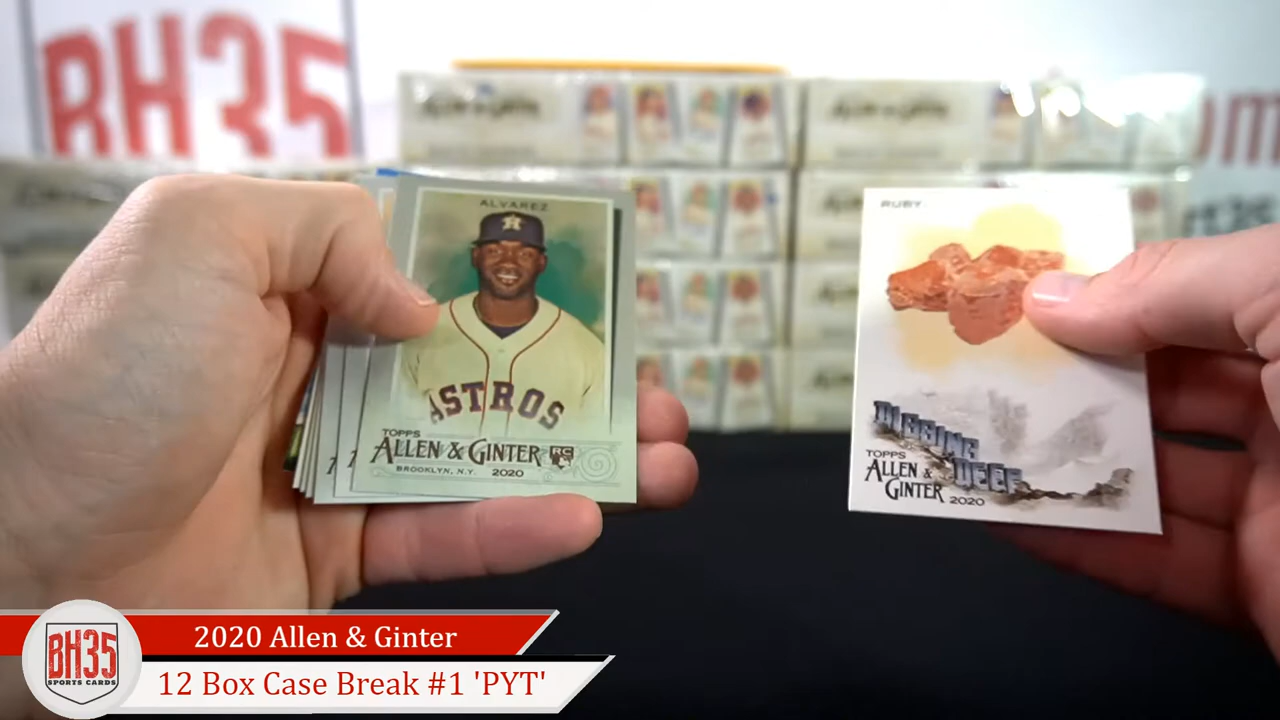 BH35
ALVAREZ
ASTROS
TOPPS
ALLEN & GINTER RC
BROOKLYN, N.Y. 2020
RUBY
DIGGING
DEEP
TOPPS
ALLEN &
GINTER
2020
BH35
SPORTS CARDS
2020 Allen & Ginter
12 Box Case Break #1 'PYT'